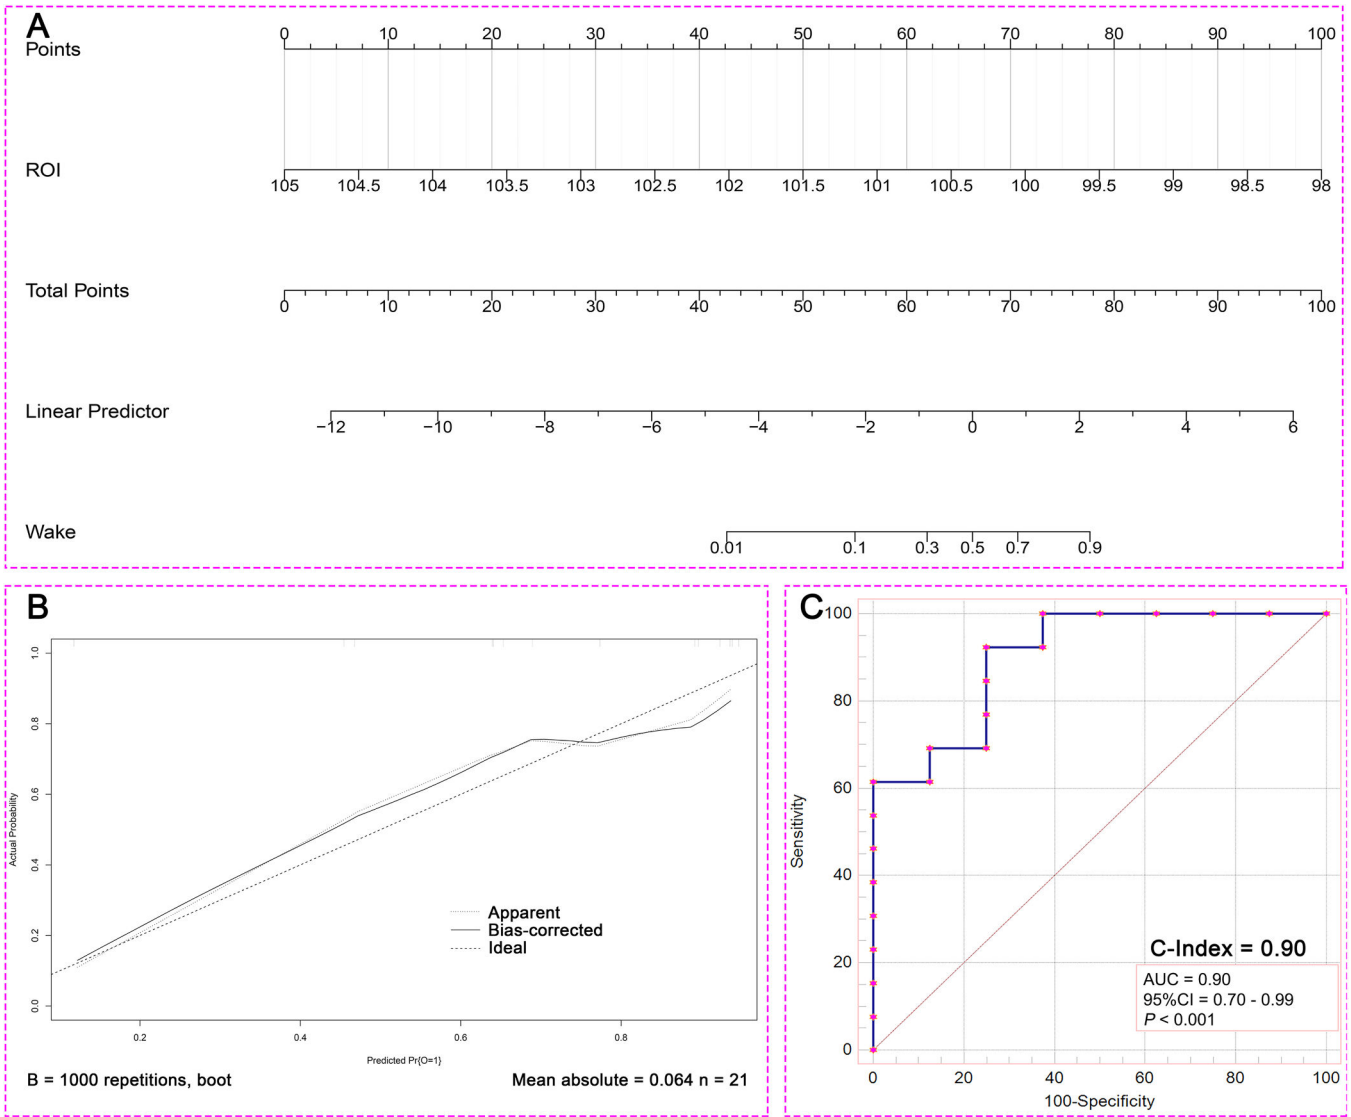 A
Points
0 10 20 30 40 50 60 70 80 90 100
ROI
105 104.5 104 103.5 103 102.5 102 101.5 101 100.5 100 99.5 99 98.5 98
Total Points
0 10 20 30 40 50 60 70 80 90 100
Linear Predictor
−12 −10 −8 −6 −4 −2 0 2 4 6
Wake
0.01 0.1 0.3 0.5 0.7 0.9
B
1.0
0.8
0.6
0.4
0.2
0.0
Actual Probability
Apparent
Bias-corrected
Ideal
0.2 0.4 0.6 0.8
Predicted Pr{O=1}
B = 1000 repetitions, boot
Mean absolute = 0.064 n = 21
C
100
80
60
40
20
0
Sensitivity
C-Index = 0.90
AUC = 0.90
95%CI = 0.70 - 0.99
P < 0.001
0 20 40 60 80 100
100-Specificity